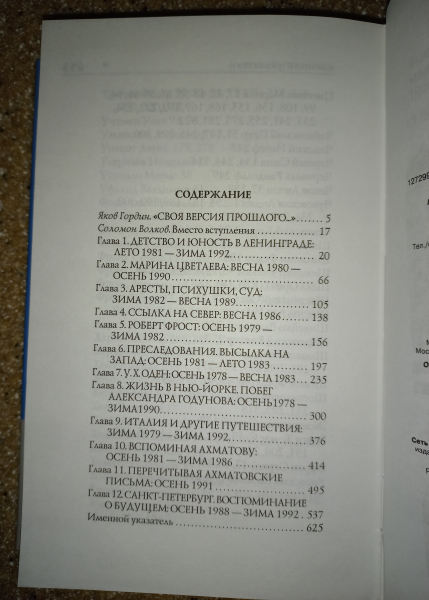 СОДЕРЖАНИЕ
Яков Гордин. «СВОЯ ВЕРСИЯ ПРОШЛОГО...» ...... 5
Соломон Волков. Вместо вступления ............ 17
Глава 1. ДЕТСТВО И ЮНОСТЬ В ЛЕНИНГРАДЕ:
ЛЕТО 1981 — ЗИМА 1992 ............ 20
Глава 2. МАРИНА ЦВЕТАЕВА: ВЕСНА 1980 —
ОСЕНЬ 1990 ............ 66
Глава 3. АРЕСТЫ, ПСИХУШКИ, СУД:
ЗИМА 1982 — ВЕСНА 1989 ............ 105
Глава 4. ССЫЛКА НА СЕВЕР: ВЕСНА 1986 ...... 138
Глава 5. РОБЕРТ ФРОСТ: ОСЕНЬ 1979 —
ЗИМА 1982 ............ 156
Глава 6. ПРЕСЛЕДОВАНИЯ. ВЫСЫЛКА НА
ЗАПАД: ОСЕНЬ 1981 — ЛЕТО 1983 ...... 197
Глава 7. У. Х. ОДЕН: ОСЕНЬ 1978 — ВЕСНА 1983 .... 235
Глава 8. ЖИЗНЬ В НЬЮ-ЙОРКЕ. ПОБЕГ
АЛЕКСАНДРА ГОДУНОВА: ОСЕНЬ 1978 —
ЗИМА 1990 ............ 300
Глава 9. ИТАЛИЯ И ДРУГИЕ ПУТЕШЕСТВИЯ:
ЗИМА 1979 — ЗИМА 1992 ............ 376
Глава 10. ВСПОМИНАЯ АХМАТОВУ:
ОСЕНЬ 1981 — ЗИМА 1986 ............ 414
Глава 11. ПЕРЕЧИТЫВАЯ АХМАТОВСКИЕ
ПИСЬМА: ОСЕНЬ 1991 ............ 495
Глава 12. САНКТ-ПЕТЕРБУРГ. ВОСПОМИНАНИЕ
О БУДУЩЕМ: ОСЕНЬ 1988 — ЗИМА 1992 . 537
Именной указатель ............ 625
127299
Тел./
Мос
Сеть
изда